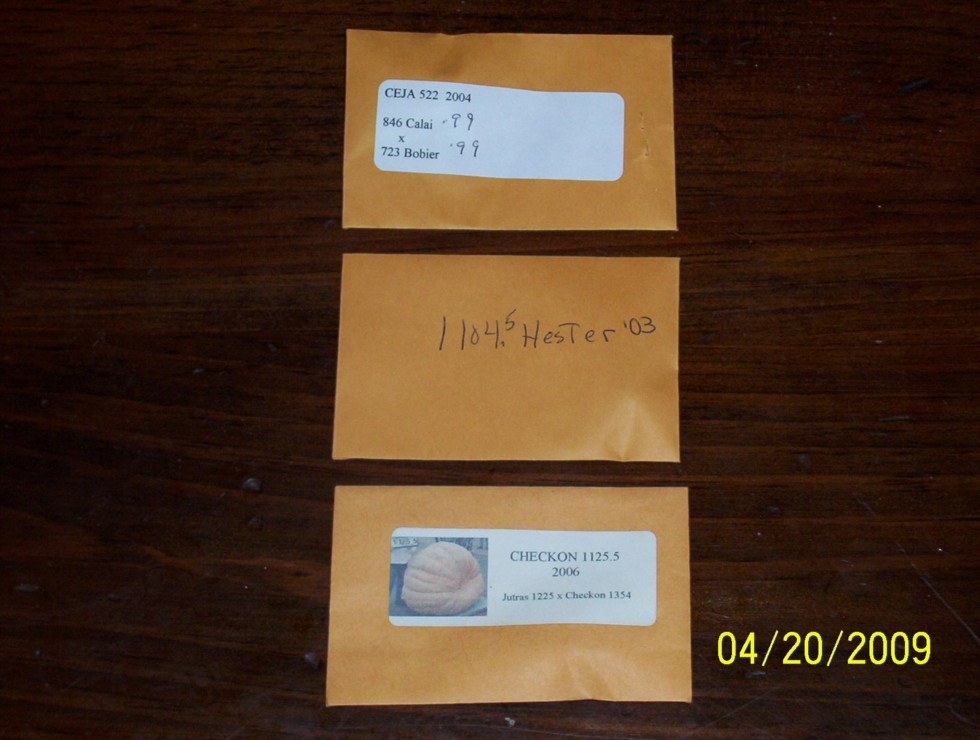 CEJA 522 2004
846 Calai .99
x
723 Bobier '99
1104.5 HesTer '03
CHECKON 1125.5
2006
Jutras 1225 x Checkon 1354
04/20/2009